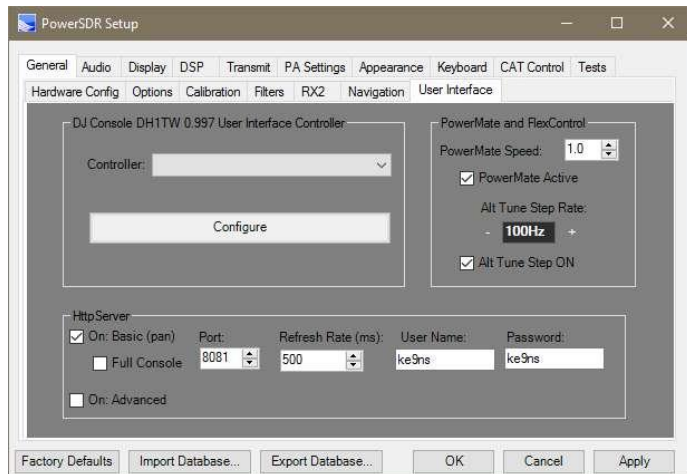 PowerSDR Setup
General Audio Display DSP Transmit PA Settings Appearance Keyboard CAT Control Tests
Hardware Config Options Calibration Filters RX2 Navigation User Interface
DJ Console DH1TW 0.997 User Interface Controller
Controller:
Configure
PowerMate and FlexControl
PowerMate Speed: 1.0
PowerMate Active
Alt Tune Step Rate:
- 100Hz +
Alt Tune Step ON
HttpServer
On: Basic (pan) Port: Refresh Rate (ms): User Name: Password:
Full Console 8081 500 ke9ns ke9ns
On: Advanced
Factory Defaults Import Database... Export Database... OK Cancel Apply